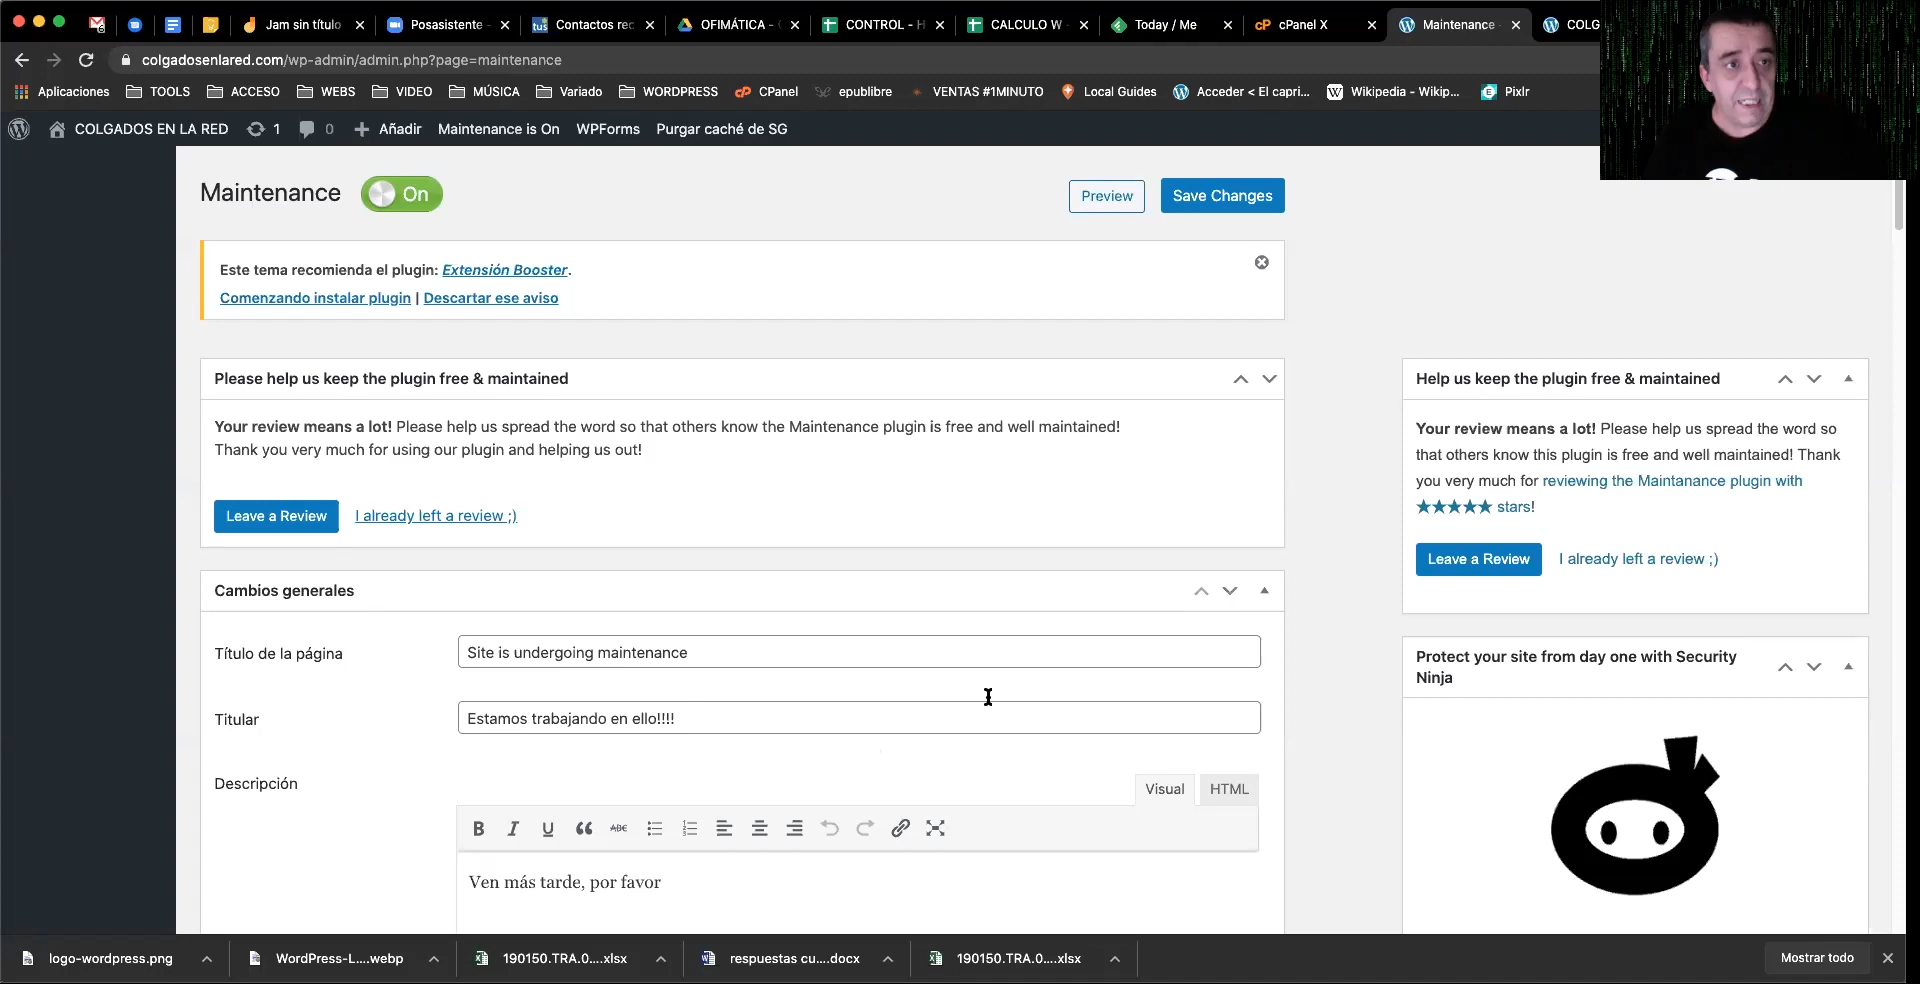 Jam sin título
Posasistente -
Contactos rec
OFIMÁTICA -
CONTROL - H
CALCULO W -
Today / Me
cPanel X
Maintenance -
COLG
colgadosenlared.com/wp-admin/admin.php?page=maintenance
Aplicaciones
TOOLS
ACCESO
WEBS
VIDEO
MÚSICA
Variado
WORDPRESS
CPanel
epublibre
VENTAS #1MINUTO
Local Guides
Acceder < El capri...
Wikipedia - Wikip...
Pixlr
COLGADOS EN LA RED
1
0
Añadir
Maintenance is On
WPForms
Purgar caché de SG
Maintenance
On
Preview
Save Changes
Este tema recomienda el plugin: Extensión Booster.
Comenzando instalar plugin | Descartar ese aviso
Please help us keep the plugin free & maintained
Your review means a lot! Please help us spread the word so that others know the Maintenance plugin is free and well maintained!
Thank you very much for using our plugin and helping us out!
Leave a Review
I already left a review ;)
Cambios generales
Título de la página
Site is undergoing maintenance
Titular
Estamos trabajando en ello!!!!
Descripción
Visual
HTML
B I U ABC
Ven más tarde, por favor
Help us keep the plugin free & maintained
Your review means a lot! Please help us spread the word so
that others know this plugin is free and well maintained! Thank
you very much for reviewing the Maintanance plugin with
★★★★★ stars!
Leave a Review
I already left a review ;)
Protect your site from day one with Security
Ninja
logo-wordpress.png
WordPress-L....webp
190150.TRA.0....xlsx
respuestas cu....docx
190150.TRA.0....xlsx
Mostrar todo